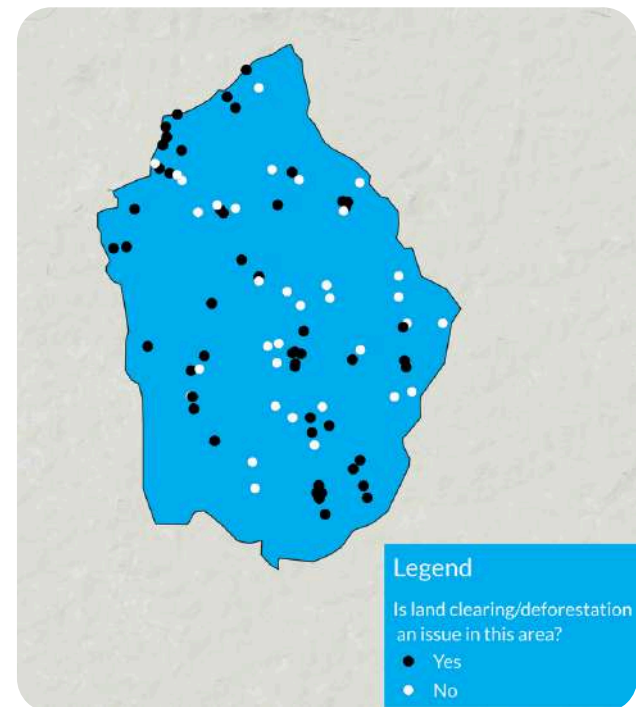 Legend
Is land clearing/deforestation
an issue in this area?
Yes
No